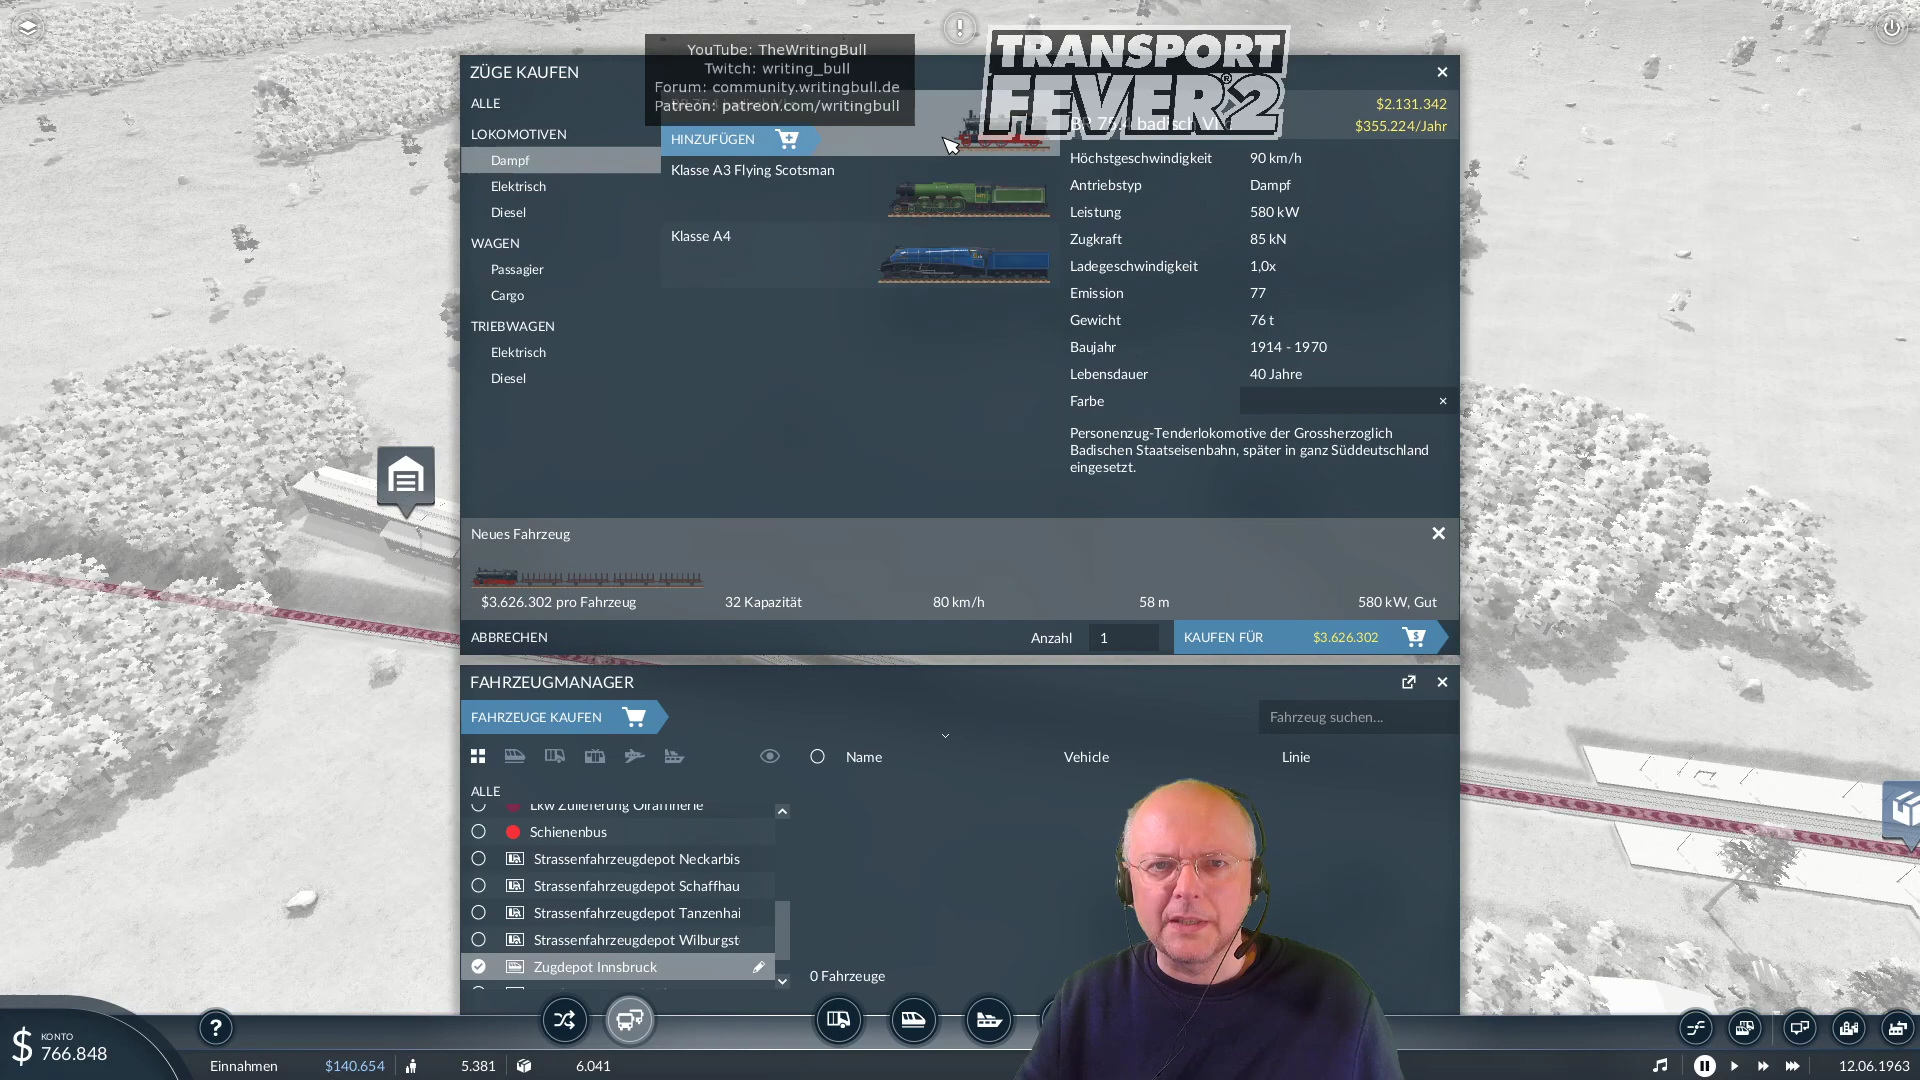 YouTube: TheWritingBull
Twitch: writing_bull
Forum: community.writingbull.de
Patreon: patreon.com/writingbull
TRANSPORT
FEVER 2
ZÜGE KAUFEN
ALLE
LOKOMOTIVEN
Dampf
Elektrisch
Diesel
WAGEN
Passagier
Cargo
TRIEBWAGEN
Elektrisch
Diesel
HINZUFÜGEN
Klasse A3 Flying Scotsman
Klasse A4
$2.131.342
badisch VI
$355.224/Jahr
Höchstgeschwindigkeit 90 km/h
Antriebstyp Dampf
Leistung 580 kW
Zugkraft 85 kN
Ladegeschwindigkeit 1,0x
Emission 77
Gewicht 76 t
Baujahr 1914 - 1970
Lebensdauer 40 Jahre
Farbe
Personenzug-Tenderlokomotive der Grossherzoglich
Badischen Staatseisenbahn, später in ganz Süddeutschland
eingesetzt.
Neues Fahrzeug
$3.626.302 pro Fahrzeug 32 Kapazität 80 km/h 58 m 580 kW, Gut
ABBRECHEN Anzahl 1 KAUFEN FÜR $3.626.302
FAHRZEUGMANAGER
FAHRZEUGE KAUFEN Fahrzeug suchen...
Name Vehicle Linie
ALLE
Lkw Zulieferung Ölraffinerie
Schienenbus
Strassenfahrzeugdepot Neckarbis
Strassenfahrzeugdepot Schaffhau
Strassenfahrzeugdepot Tanzenhai
Strassenfahrzeugdepot Wilburgst
Zugdepot Innsbruck
0 Fahrzeuge
KONTO
$ 766.848
Einnahmen $140.654 5.381 6.041 12.06.1963